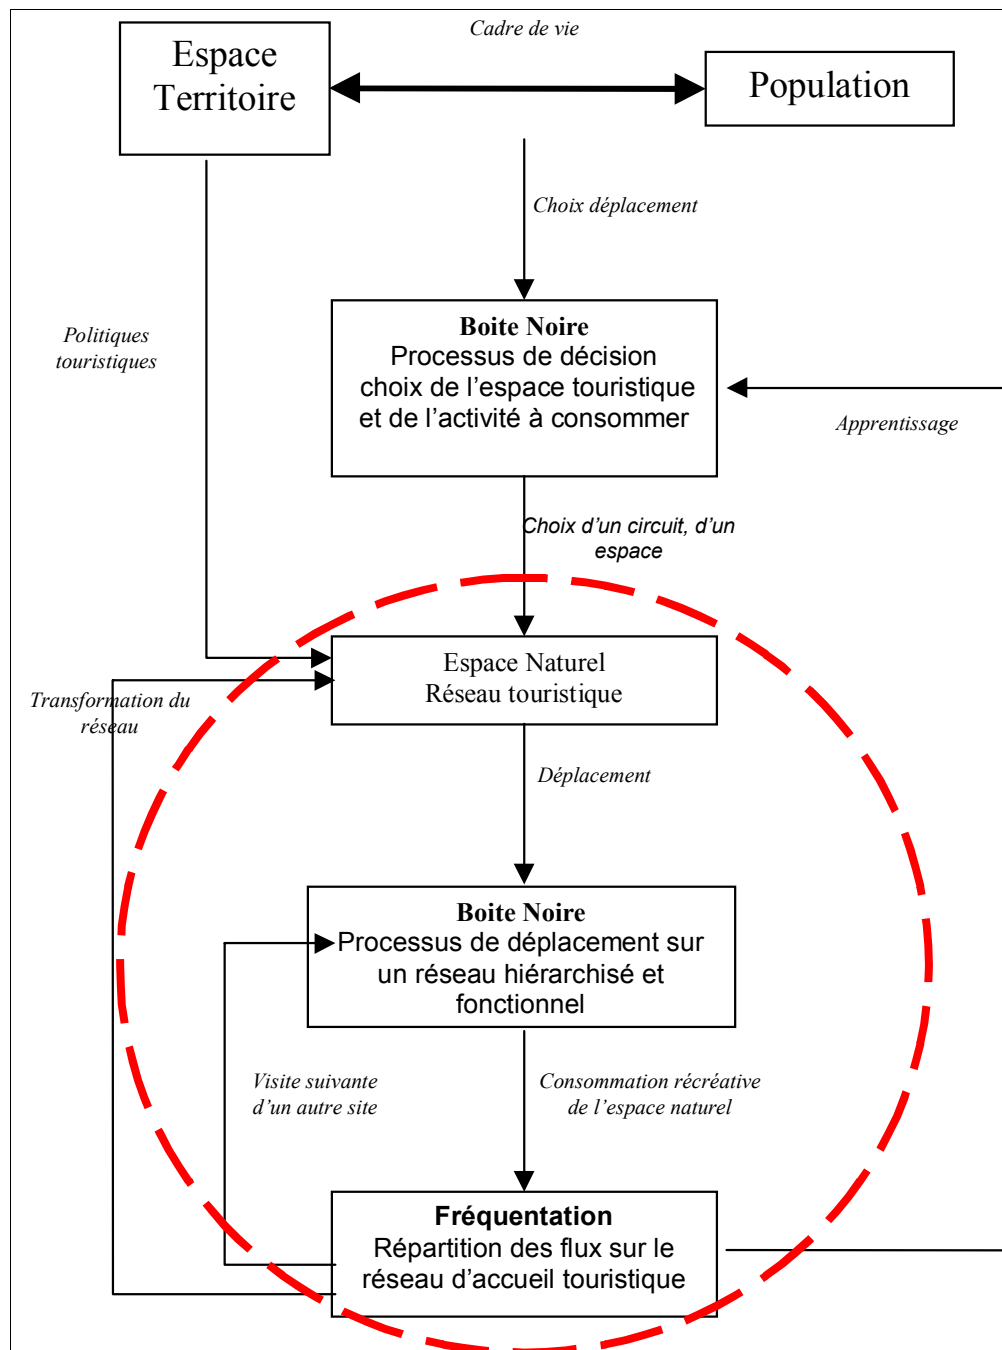 Cadre de vie
Espace
Territoire
Population
Choix déplacement
Boite Noire
Processus de décision
choix de l’espace touristique
et de l’activité à consommer
Politiques
touristiques
Apprentissage
Choix d’un circuit, d’un
espace
Espace Naturel
Réseau touristique
Transformation du
réseau
Déplacement
Boite Noire
Processus de déplacement sur
un réseau hiérarchisé et
fonctionnel
Visite suivante
d’un autre site
Consommation récréative
de l’espace naturel
Fréquentation
Répartition des flux sur le
réseau d’accueil touristique